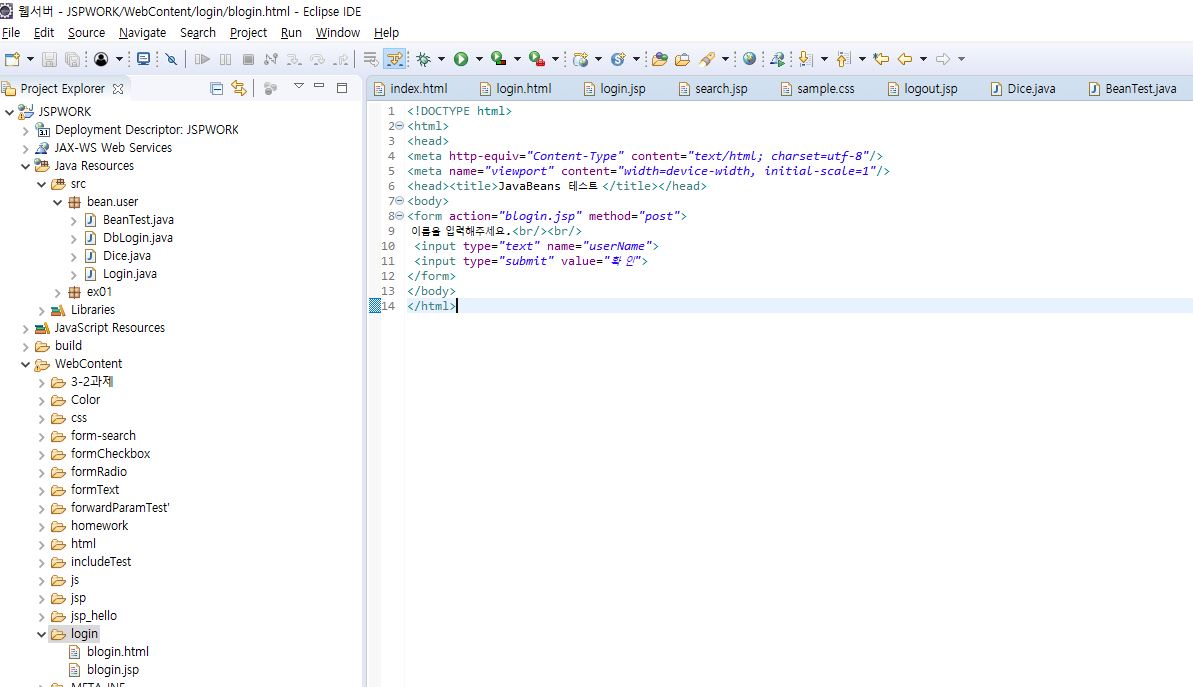 웹서버 - JSPWORK/WebContent/login/blogin.html - Eclipse IDE
File Edit Source Navigate Search Project Run Window Help
Project Explorer
index.html login.html login.jsp search.jsp sample.css logout.jsp Dice.java BeanTest.java
JSPWORK
Deployment Descriptor: JSPWORK
JAX-WS Web Services
Java Resources
src
bean.user
BeanTest.java
DbLogin.java
Dice.java
Login.java
ex01
Libraries
JavaScript Resources
build
WebContent
3-2과제
Color
css
form-search
formCheckbox
formRadio
formText
forwardParamTest'
homework
html
includeTest
js
jsp
jsp_hello
login
blogin.html
blogin.jsp
META-INF
1 <!DOCTYPE html>
2 <html>
3 <head>
4 <meta http-equiv="Content-Type" content="text/html; charset=utf-8"/>
5 <meta name="viewport" content="width=device-width, initial-scale=1"/>
6 <head><title>JavaBeans 테스트</title></head>
7 <body>
8 <form action="blogin.jsp" method="post">
9 이름을 입력해주세요.<br/><br/>
10 <input type="text" name="userName">
11 <input type="submit" value="확 인">
12 </form>
13 </body>
14 </html>